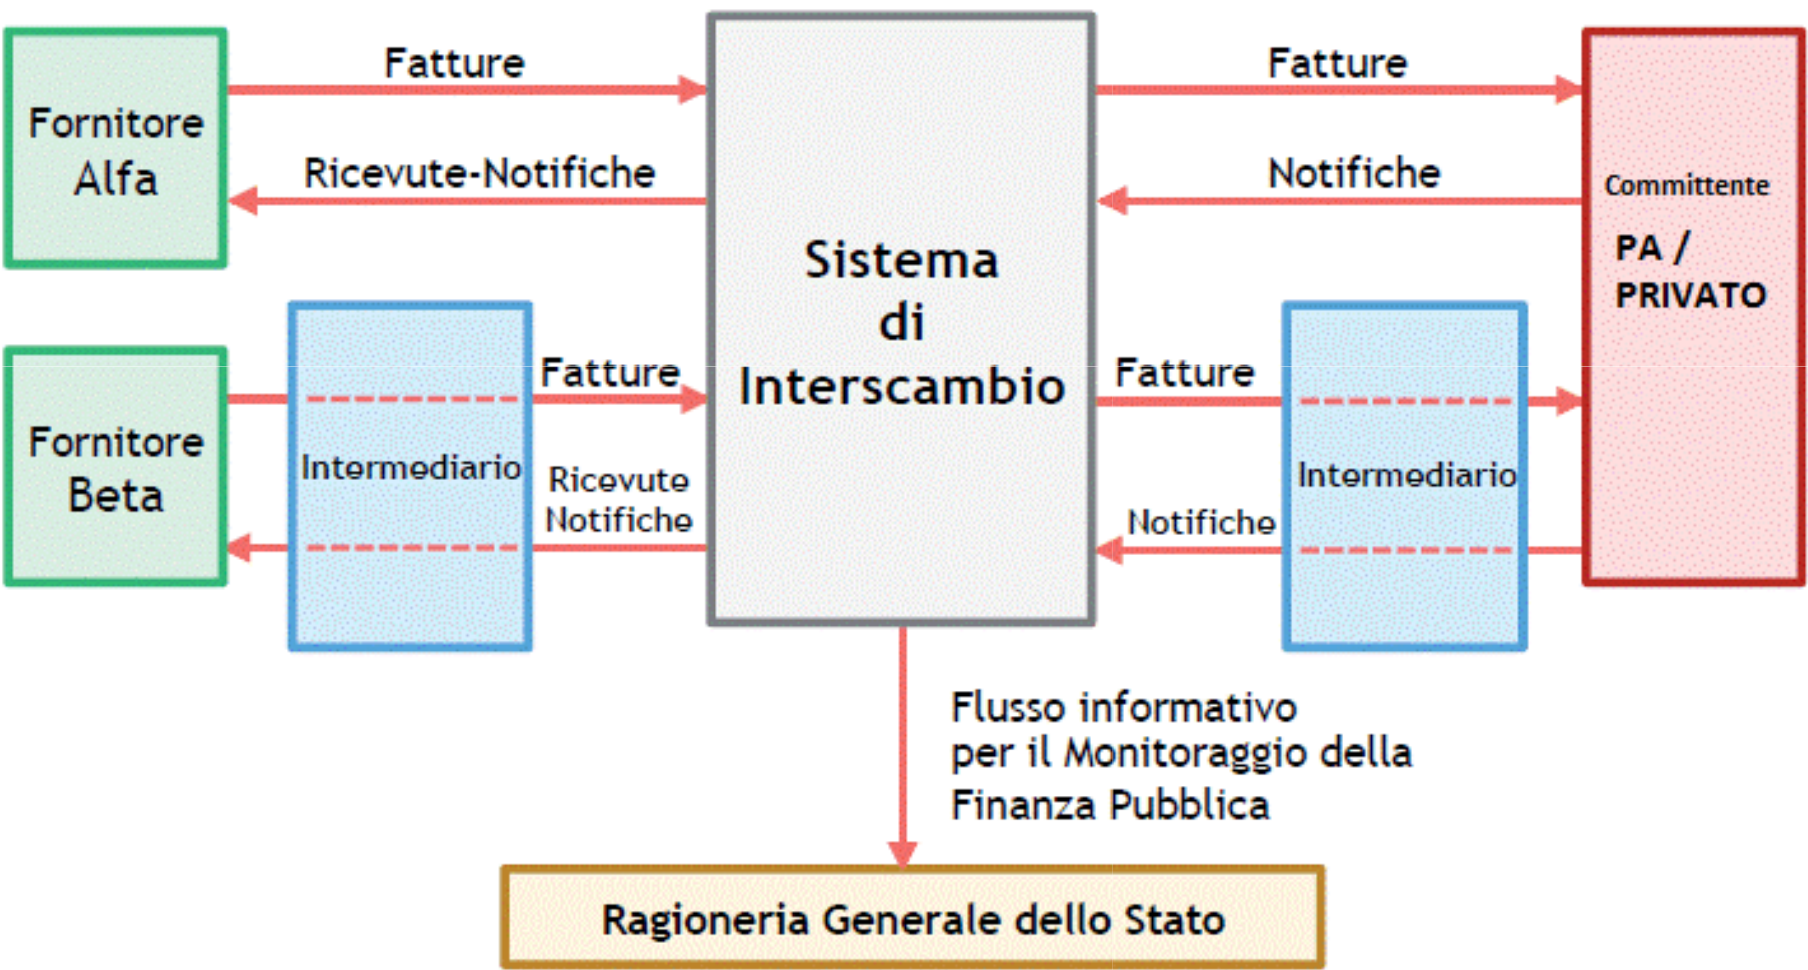 Fornitore
Alfa
Fatture
Ricevute-Notifiche
Sistema
di
Interscambio
Fatture
Notifiche
Committente
PA /
PRIVATO
Fornitore
Beta
Intermediario
Fatture
Ricevute
Notifiche
Fatture
Notifiche
Intermediario
Flusso informativo
per il Monitoraggio della
Finanza Pubblica
Ragioneria Generale dello Stato